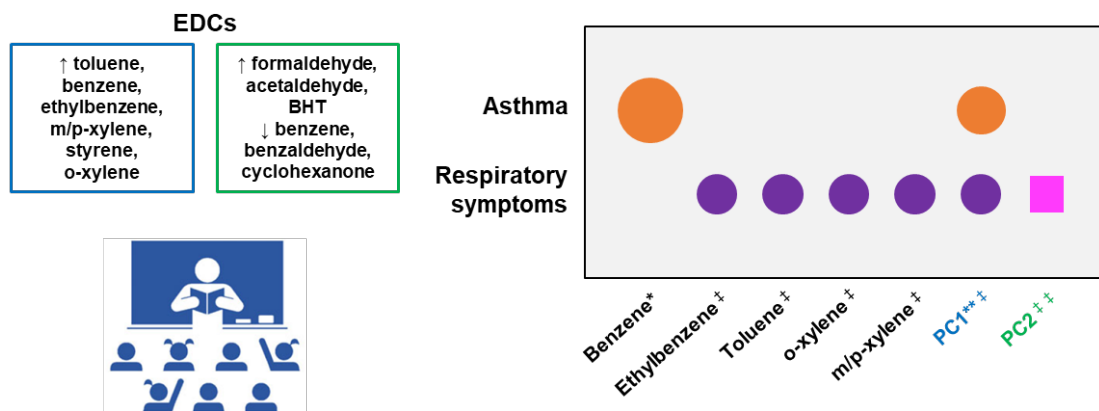 EDCs
↑ toluene,
benzene,
ethylbenzene,
m/p-xylene,
styrene,
o-xylene
↑ formaldehyde,
acetaldehyde,
BHT
↓ benzene,
benzaldehyde,
cyclohexanone
Asthma
Respiratory
symptoms
Benzene*
Ethylbenzene‡
Toluene‡
o-xylene‡
m/p-xylene‡
PC1**‡
PC2‡‡